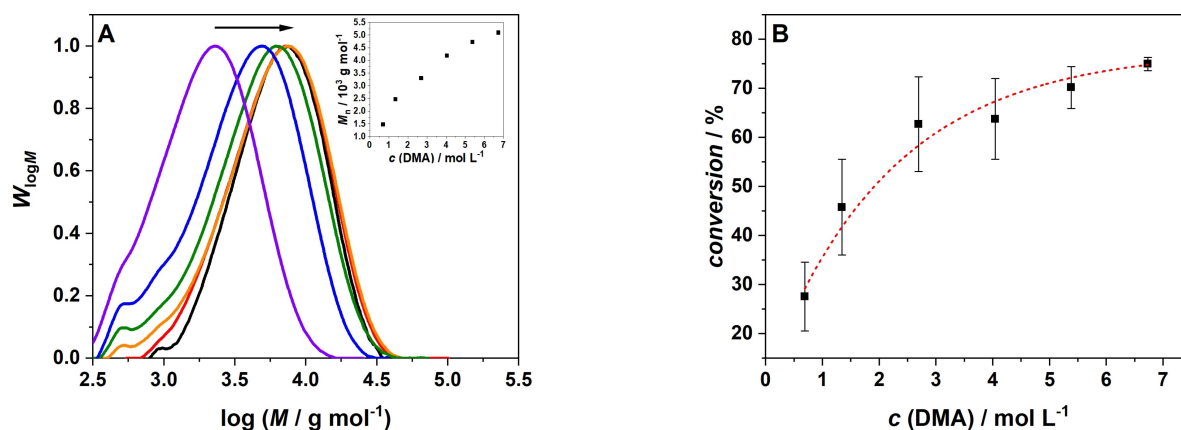 A
W_logM
1.0
0.8
0.6
0.4
0.2
0.0
2.5 3.0 3.5 4.0 4.5 5.0 5.5
log (M / g mol⁻¹)
M_n / 10³ g mol⁻¹
5.5
5.0
4.5
4.0
3.5
3.0
2.5
2.0
1.5
1.0
0 1 2 3 4 5 6 7
c (DMA) / mol L⁻¹
B
conversion / %
80
70
60
50
40
30
20
0 1 2 3 4 5 6 7
c (DMA) / mol L⁻¹